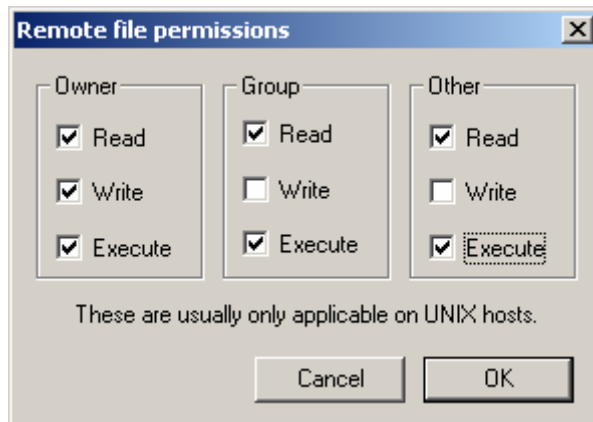 Remote file permissions
Owner Group Other
Read Read Read
Write Write Write
Execute Execute Execute
These are usually only applicable on UNIX hosts.
Cancel OK